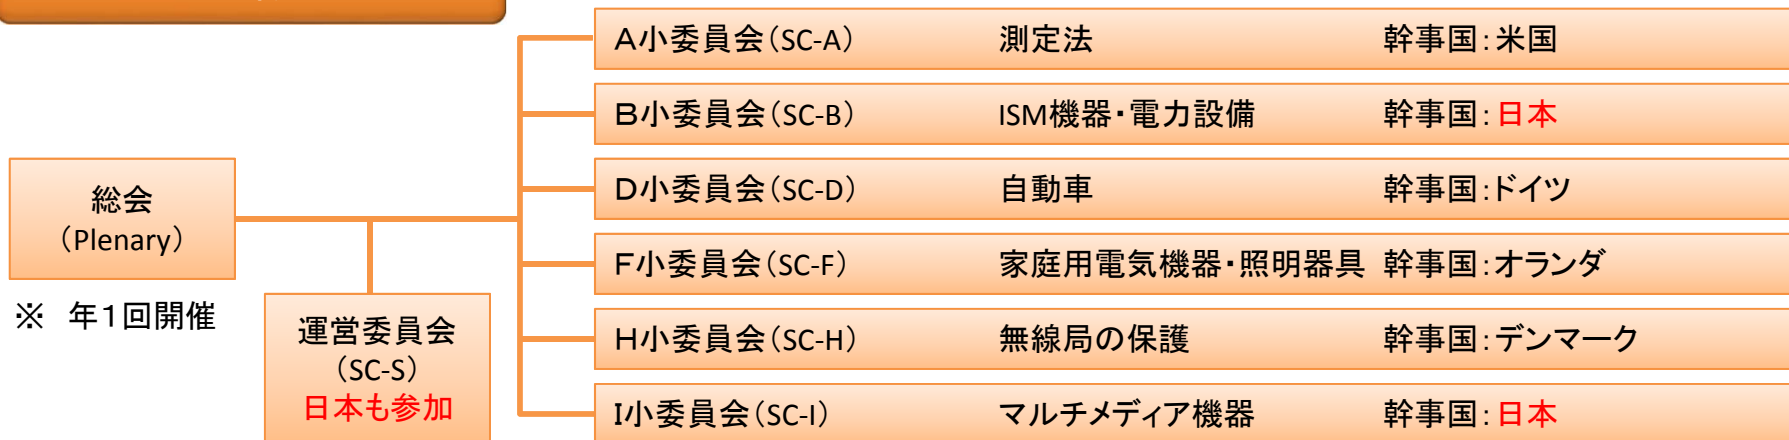 A小委員会(SC-A) 測定法 幹事国:米国
B小委員会(SC-B) ISM機器・電力設備 幹事国:日本
D小委員会(SC-D) 自動車 幹事国:ドイツ
F小委員会(SC-F) 家庭用電気機器・照明器具 幹事国:オランダ
H小委員会(SC-H) 無線局の保護 幹事国:デンマーク
I小委員会(SC-I) マルチメディア機器 幹事国:日本
総会
(Plenary)
※ 年1回開催
運営委員会
(SC-S)
日本も参加